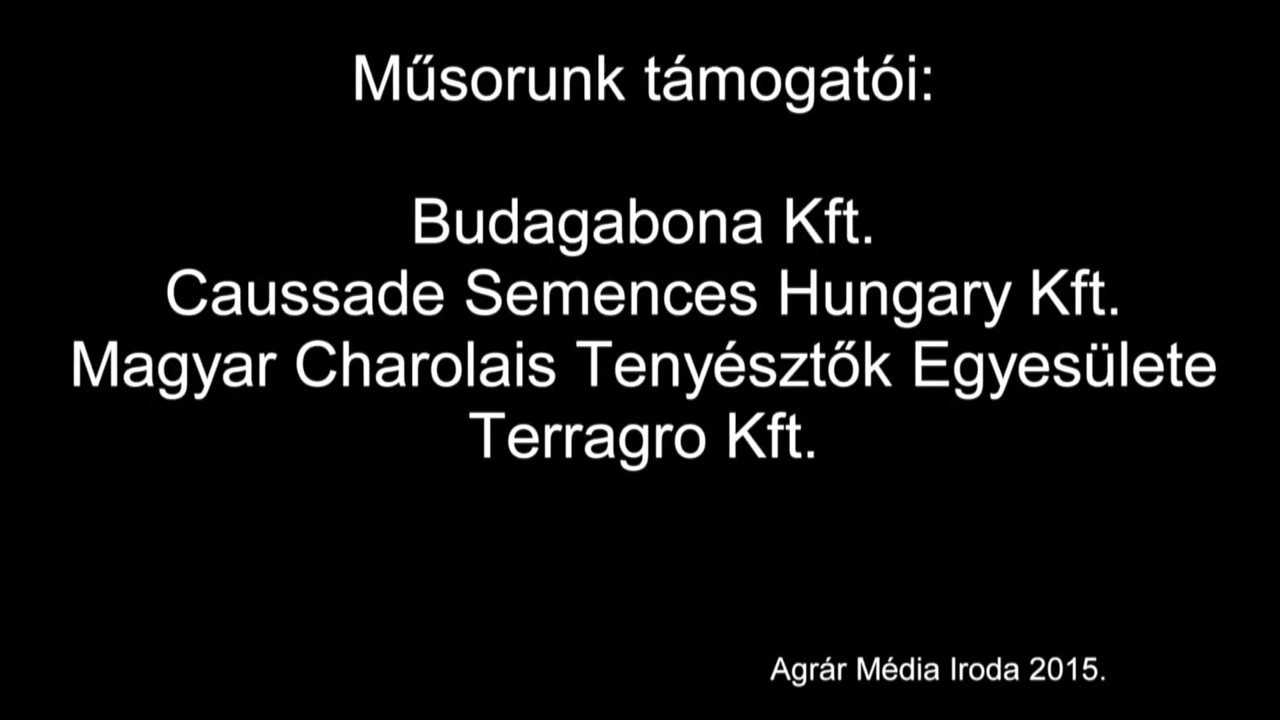 Műsorunk támogatói:
Budagabona Kft.
Caussade Semences Hungary Kft.
Magyar Charolais Tenyésztők Egyesülete
Terragro Kft.
Agrár Média Iroda 2015.